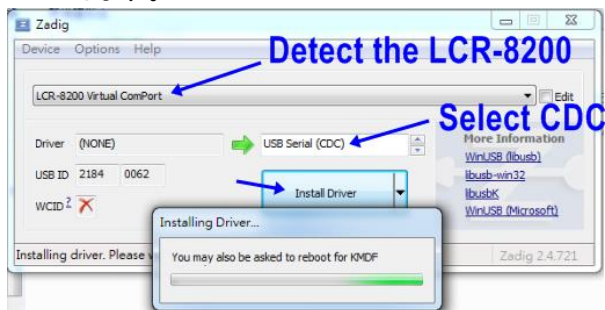 Zadig
Device Options Help
Detect the LCR-8200
LCR-8200 Virtual ComPort
Edit
Select CDC
Driver (NONE) USB Serial (CDC)
More Information
WinUSB (libusb)
USB ID 2184 0062
libusb-win32
Install Driver
libusbK
WCID ?
WinUSB (Microsoft)
Installing Driver...
Installing driver. Please
You may also be asked to reboot for KMDF
Zadig 2.4.721